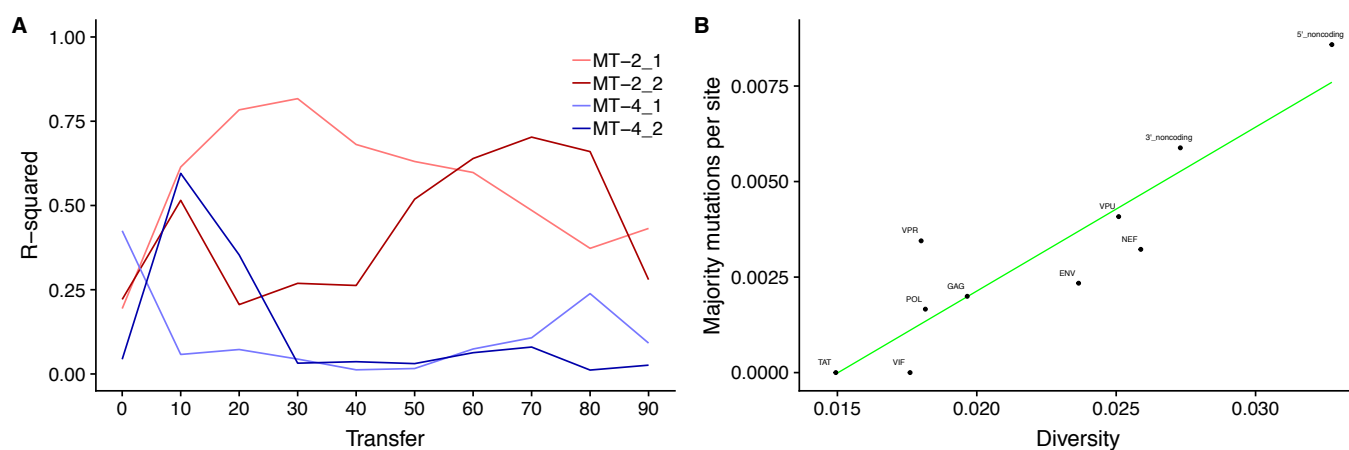 A
R−squared
1.00
0.75
0.50
0.25
0.00
0 10 20 30 40 50 60 70 80 90
Transfer
MT−2_1
MT−2_2
MT−4_1
MT−4_2
B
Majority mutations per site
0.0075
0.0050
0.0025
0.0000
0.015 0.020 0.025 0.030
Diversity
5'_noncoding
3'_noncoding
VPU
VPR
NEF
ENV
GAG
POL
TAT
VIF